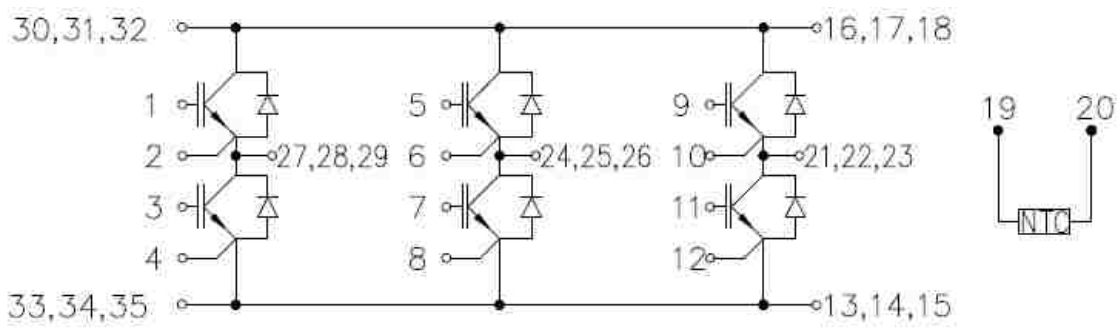 30,31,32 16,17,18
1 5 9 19 20
2 27,28,29 6 24,25,26 10 21,22,23
3 7 11 NTC
4 8 12
33,34,35 13,14,15